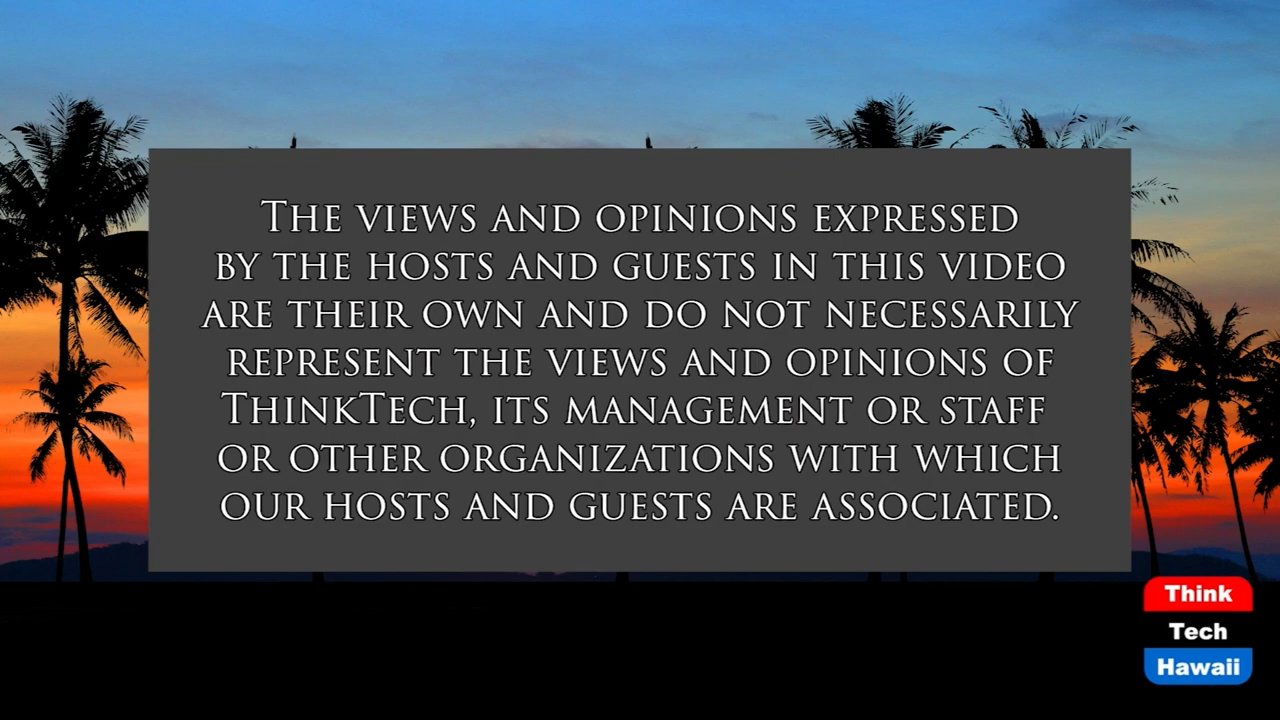 The views and opinions expressed
by the hosts and guests in this video
are their own and do not necessarily
represent the views and opinions of
ThinkTech, its management or staff
or other organizations with which
our hosts and guests are associated.
Think
Tech
Hawaii